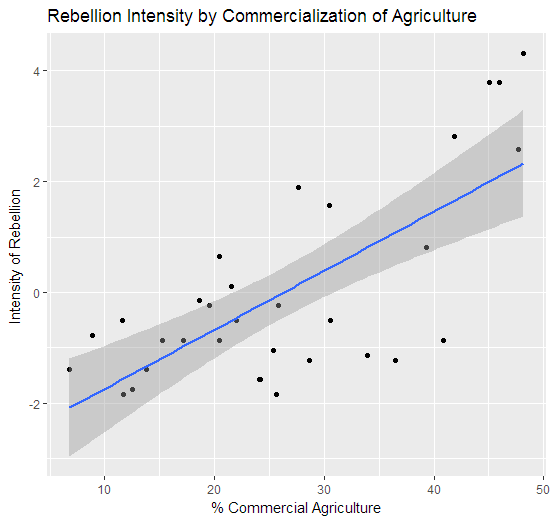 Rebellion Intensity by Commercialization of Agriculture
4
2
0
-2
Intensity of Rebellion
10 20 30 40 50
% Commercial Agriculture